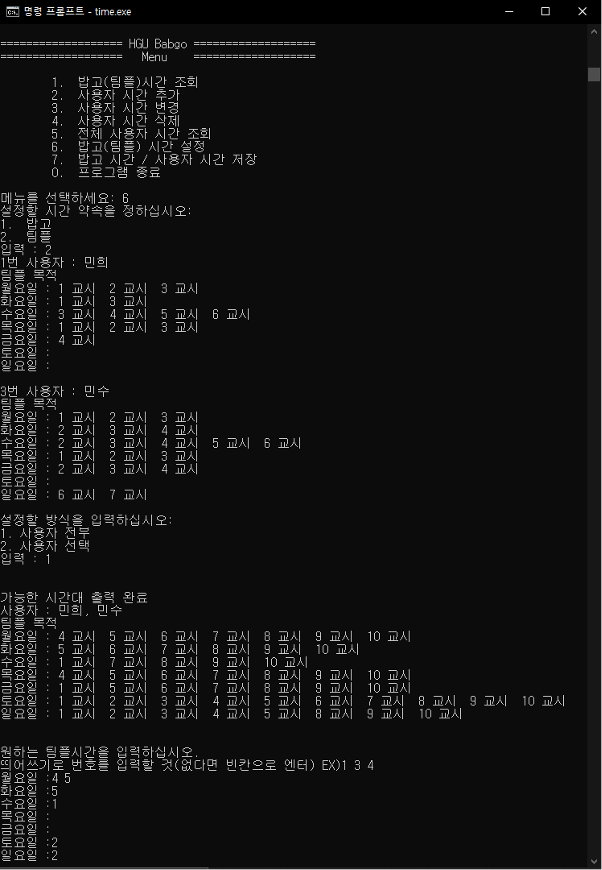 명령 프롬프트 - time.exe
=================== HGU Babgo ===================
===================   Menu    ===================
1.  밥고(팀플)시간 조회
2.  사용자 시간 추가
3.  사용자 시간 변경
4.  사용자 시간 삭제
5.  전체 사용자 시간 조회
6.  밥고(팀플) 시간 설정
7.  밥고 시간 / 사용자 시간 저장
0.  프로그램 종료
메뉴를 선택하세요: 6
설정할 시간 약속을 정하십시오:
1.  밥고
2.  팀플
입력 : 2
1번 사용자 : 민희
팀플 목적
월요일 : 1 교시  2 교시  3 교시
화요일 : 1 교시  3 교시
수요일 : 3 교시  4 교시  5 교시  6 교시
목요일 : 1 교시  2 교시  3 교시
금요일 : 4 교시
토요일 :
일요일 :
3번 사용자 : 민수
팀플 목적
월요일 : 1 교시  2 교시  3 교시
화요일 : 2 교시  3 교시  4 교시
수요일 : 2 교시  3 교시  4 교시  5 교시  6 교시
목요일 : 1 교시  2 교시  3 교시
금요일 : 2 교시  3 교시  4 교시
토요일 :
일요일 : 6 교시  7 교시
설정할 방식을 입력하십시오:
1. 사용자 전부
2. 사용자 선택
입력 : 1
가능한 시간대 출력 완료
사용자 : 민희, 민수
팀플 목적
월요일 : 4 교시  5 교시  6 교시  7 교시  8 교시  9 교시  10 교시
화요일 : 5 교시  6 교시  7 교시  8 교시  9 교시  10 교시
수요일 : 1 교시  7 교시  8 교시  9 교시  10 교시
목요일 : 4 교시  5 교시  6 교시  7 교시  8 교시  9 교시  10 교시
금요일 : 1 교시  5 교시  6 교시  7 교시  8 교시  9 교시  10 교시
토요일 : 1 교시  2 교시  3 교시  4 교시  5 교시  6 교시  7 교시  8 교시  9 교시  10 교시
일요일 : 1 교시  2 교시  3 교시  4 교시  5 교시  8 교시  9 교시  10 교시
원하는 팀플시간을 입력하십시오.
띄어쓰기로 번호를 입력할 것(없다면 빈칸으로 엔터) EX)1 3 4
월요일 :4 5
화요일 :5
수요일 :1
목요일 :
금요일 :
토요일 :2
일요일 :2